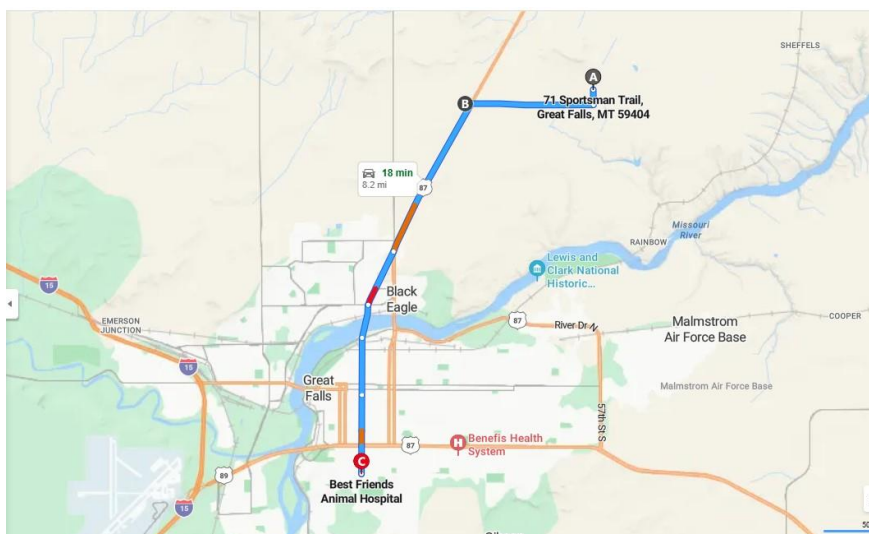 SHEFFELS
A
71 Sportsman Trail,
Great Falls, MT 59404
B
18 min
8.2 mi
87
Missouri
River
RAINBOW
Lewis and
Clark National
Historic...
15
Black
Eagle
EMERSON
JUNCTION
87
River Dr N
Malmstrom
Air Force Base
COOPER
15
Great
Falls
Malmstrom Air Force Base
57th St S
87
H
Benefis Health
System
C
89
Best Friends
Animal Hospital
15